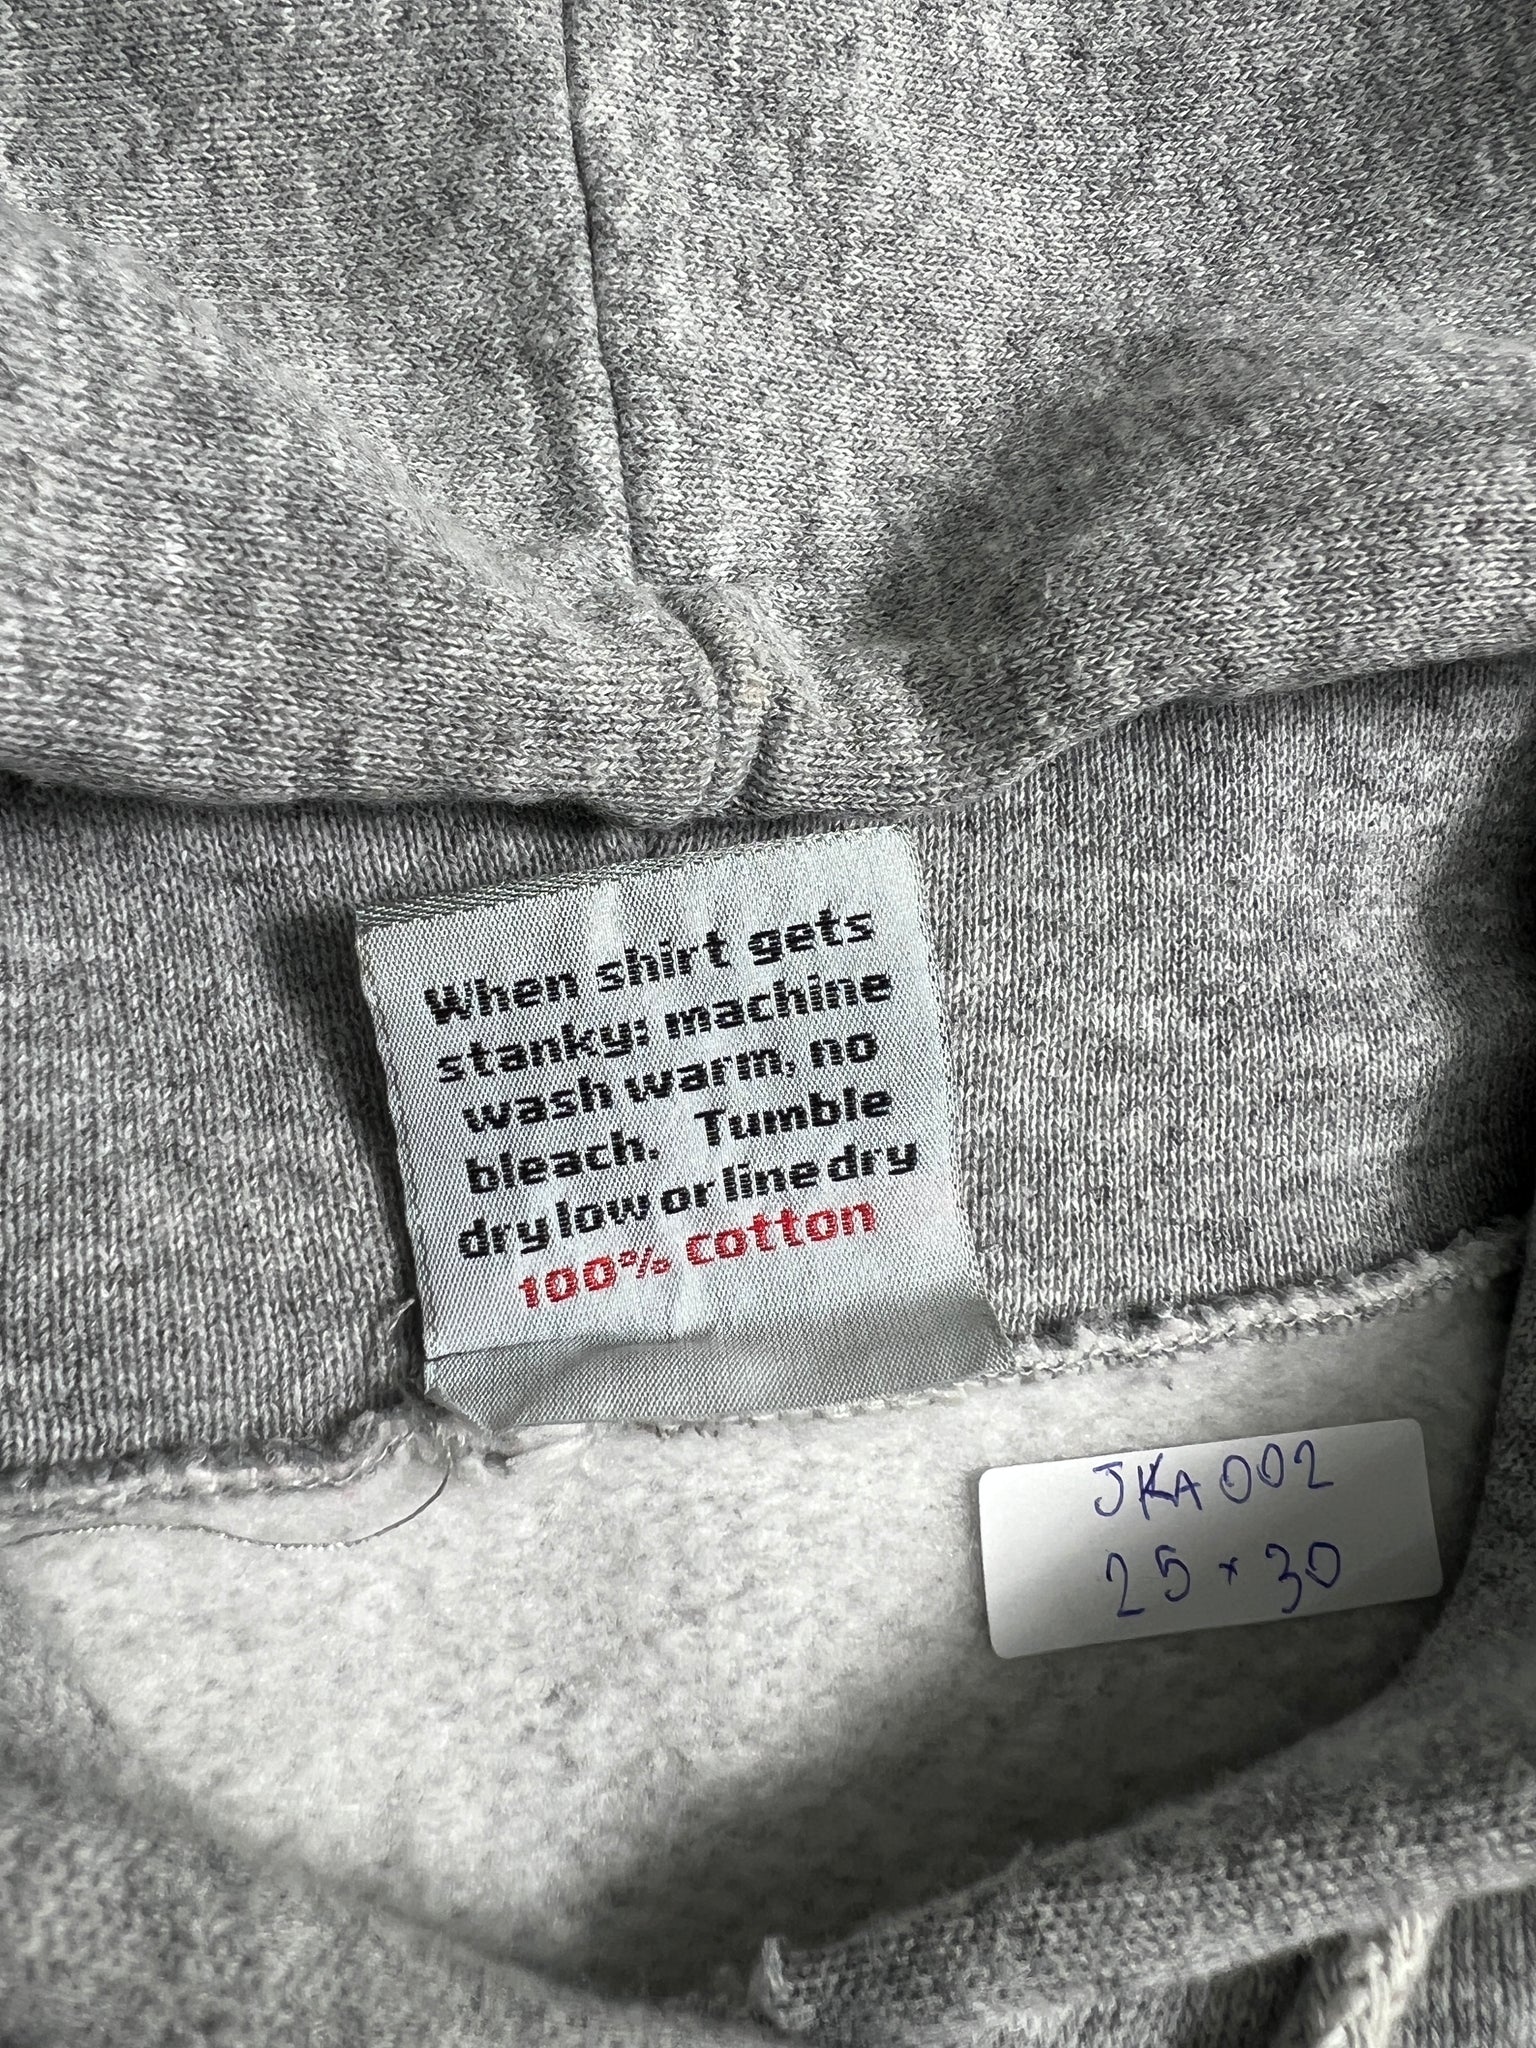 When shirt gets
stanky: machine
wash warm, no
bleach. Tumble
dry low or line dry
100% cotton
JKA 002
25 × 30